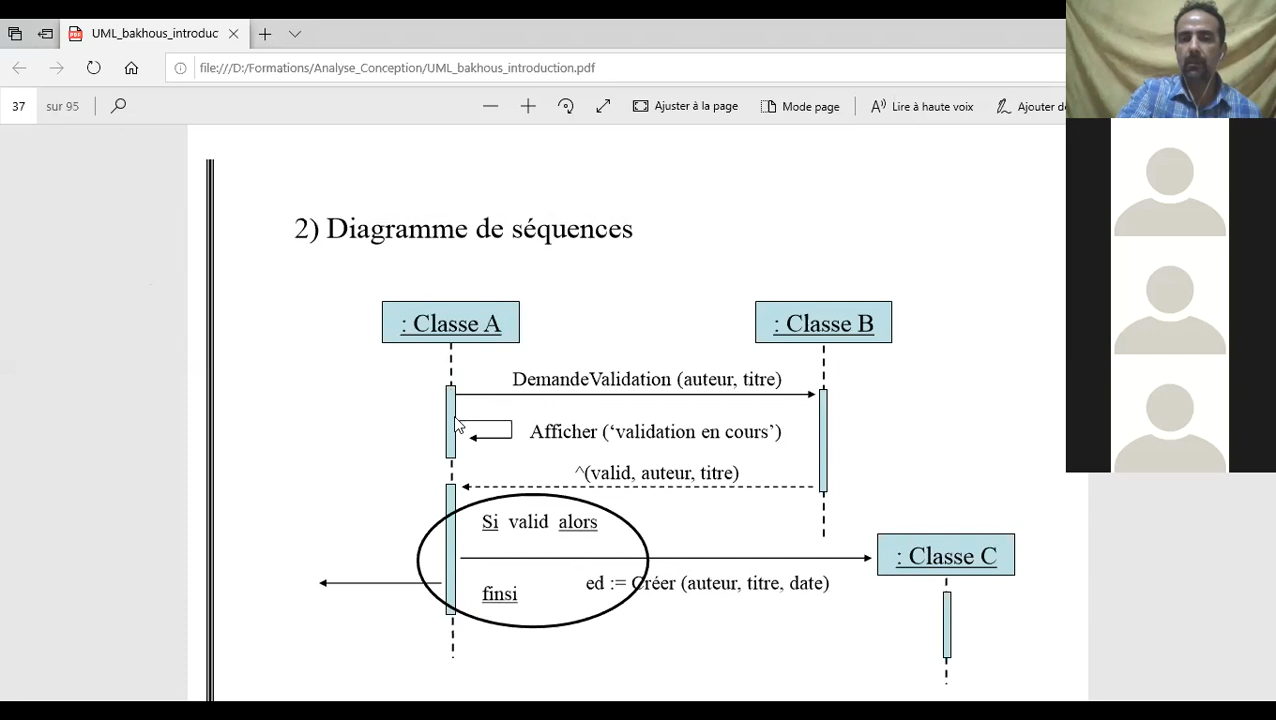 UML_bakhous_introduc
file:///D:/Formations/Analyse_Conception/UML_bakhous_introduction.pdf
37 sur 95
Ajuster à la page
Mode page
Lire à haute voix
Ajouter de
2) Diagramme de séquences
: Classe A
: Classe B
DemandeValidation (auteur, titre)
Afficher (‘validation en cours’)
^(valid, auteur, titre)
Si valid alors
: Classe C
ed := Créer (auteur, titre, date)
finsi